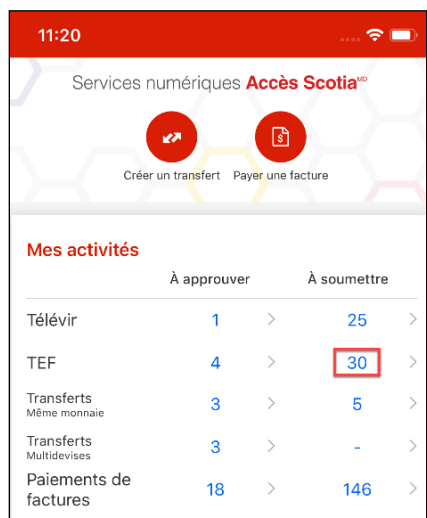 11:20
Services numériques Accès Scotia MD
Créer un transfert Payer une facture
Mes activités
À approuver À soumettre
Télévir 1 25
TEF 4 30
Transferts
Même monnaie 3 5
Transferts
Multidevises 3 -
Paiements de
factures 18 146